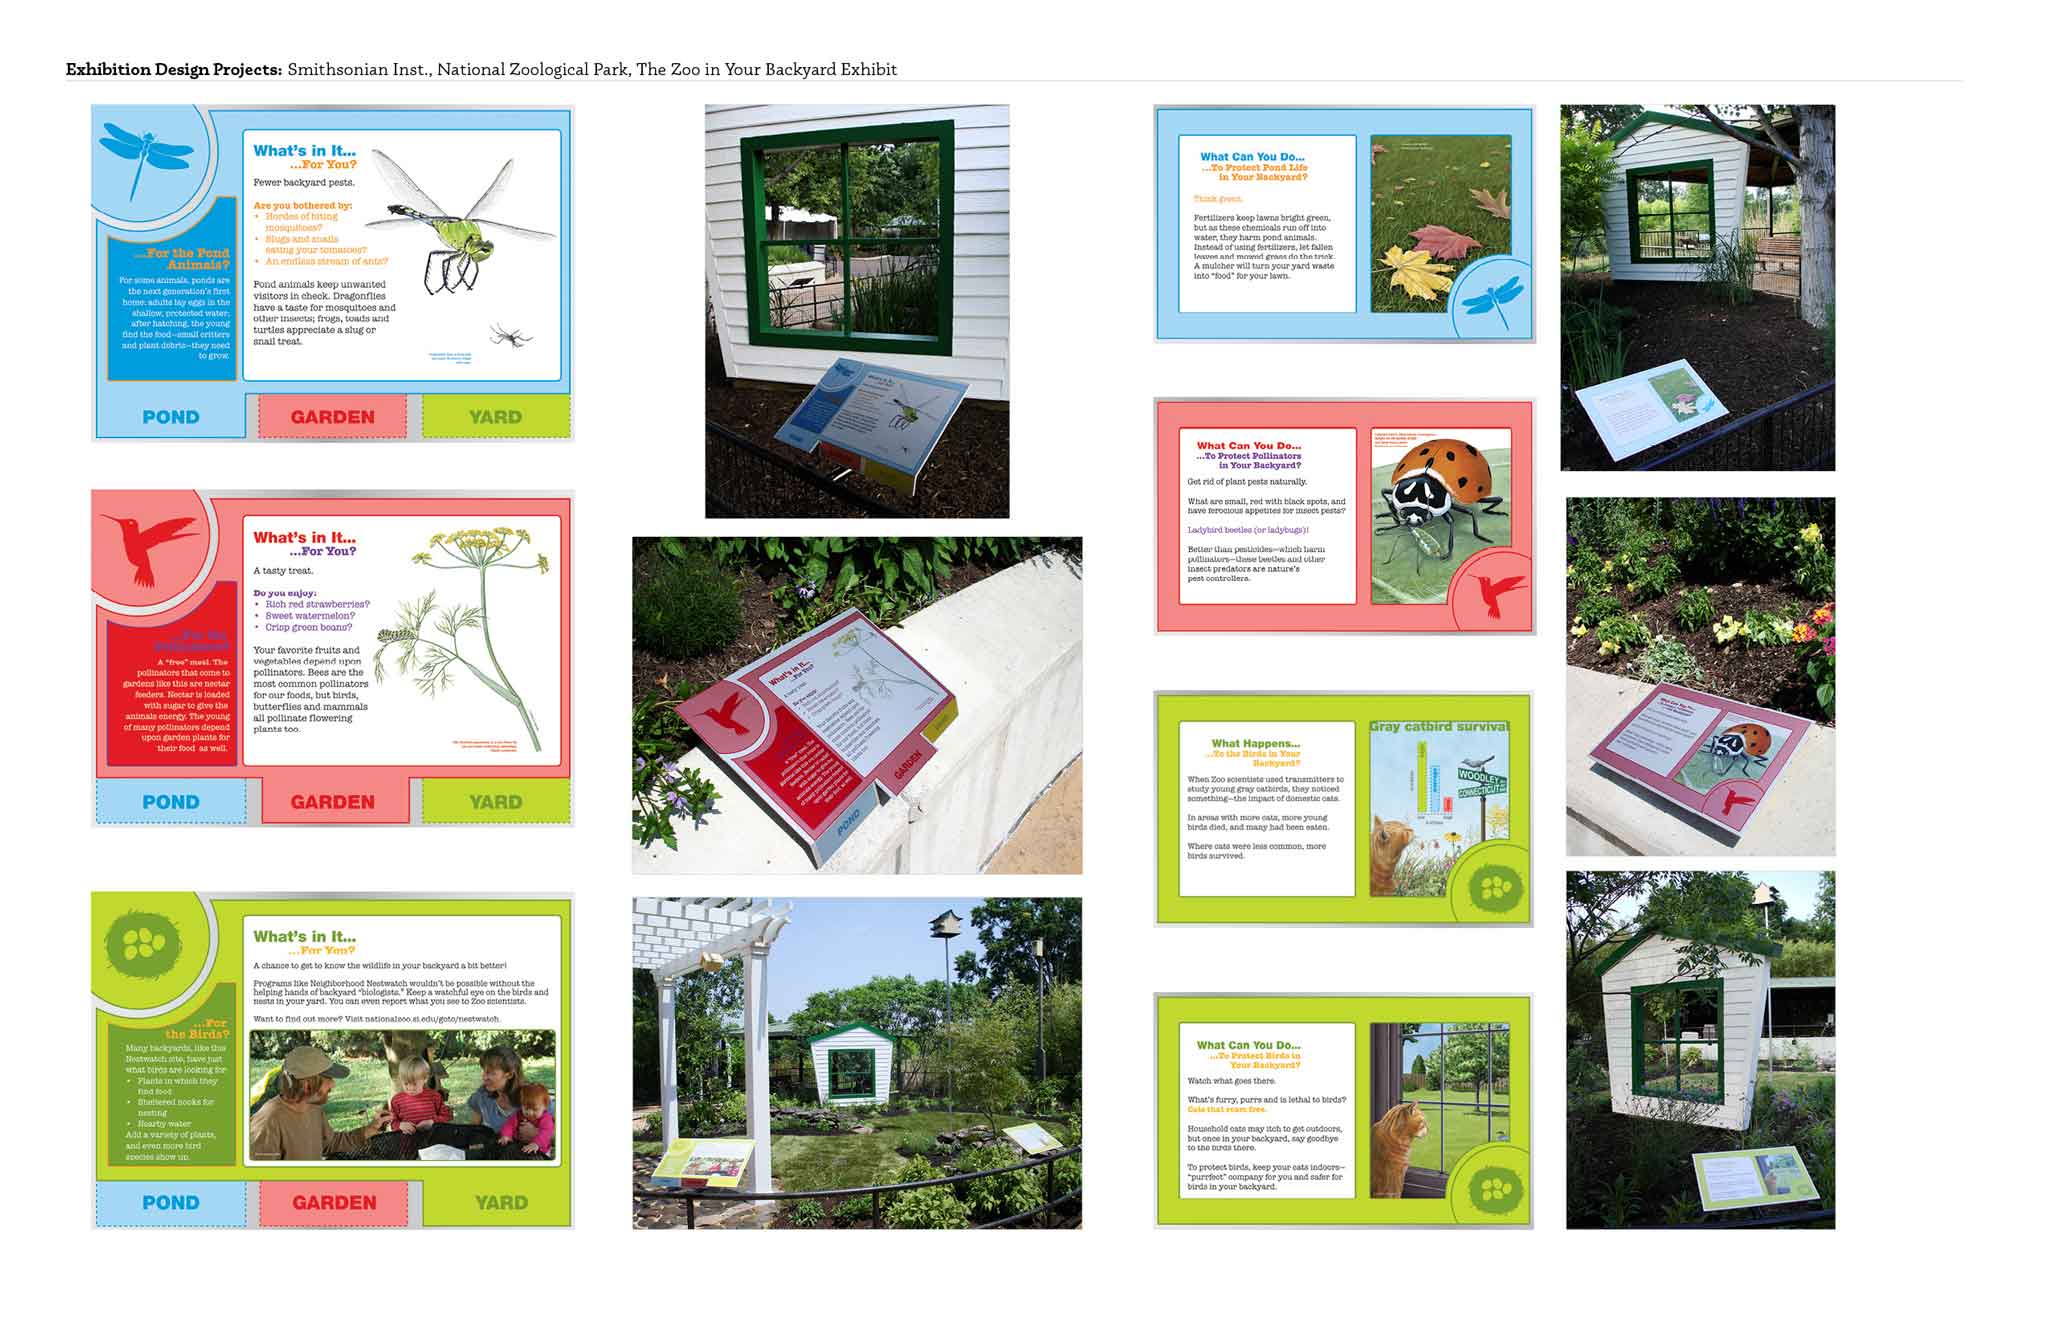 Exhibition Design Projects: Smithsonian Inst., National Zoological Park, The Zoo in Your Backyard Exhibit
What's in It...
...For You?
Fewer backyard pests.
Are you bothered by:
• Hordes of biting
mosquitoes?
• Slugs and snails
eating your tomatoes?
• An endless stream of ants?
Pond animals keep unwanted
visitors in check. Dragonflies
have a taste for mosquitoes and
other insects; frogs, toads and
turtles appreciate a slug or
snail treat.
...For the Pond
Animals?
For some animals, ponds are
the next generation's first
home: adults lay eggs in the
shallow, protected water;
after hatching, the young
find the food—small critters
and plant debris—they need
to grow.
POND
GARDEN
YARD
What's in It...
...For You?
A tasty treat.
Do you enjoy:
• Rich red strawberries?
• Sweet watermelon?
• Crisp green beans?
Your favorite fruits and
vegetables depend upon
pollinators. Bees are the
most common pollinators
for our foods, but birds,
butterflies and mammals
all pollinate flowering
plants too.
...For the
Pollinators?
A "free" meal. The
pollinators that come to
gardens like this are nectar
feeders. Nectar is loaded
with sugar to give the
animals energy. The young
of many pollinators depend
upon garden plants for
their food as well.
POND
GARDEN
YARD
What's in It...
...For You?
A chance to get to know the wildlife in your backyard a bit better!
Programs like Neighborhood Nestwatch wouldn't be possible without the
helping hands of backyard "biologists." Keep a watchful eye on the birds and
nests in your yard. You can even report what you see to Zoo scientists.
Want to find out more? Visit nationalzoo.si.edu/goto/nestwatch.
...For
the Birds?
Many backyards, like this
Nestwatch site, have just
what birds are looking for:
• Plants in which they
find food
• Sheltered nooks for
nesting
• Nearby water
Add a variety of plants,
and even more bird
species show up.
POND
GARDEN
YARD
What's in It...
...For You?
POND
GARDEN
What Can You Do...
...To Protect Pond Life
in Your Backyard?
Think green.
Fertilizers keep lawns bright green,
but as these chemicals run off into
water, they harm pond animals.
Instead of using fertilizers, let fallen
leaves and mowed grass do the trick.
A mulcher will turn your yard waste
into "food" for your lawn.
What Can You Do...
...To Protect Pollinators
in Your Backyard?
Get rid of plant pests naturally.
What are small, red with black spots, and
have ferocious appetites for insect pests?
Ladybird beetles (or ladybugs)!
Better than pesticides—which harm
pollinators—these beetles and other
insect predators are nature's
pest controllers.
What Happens...
...To the Birds in Your
Backyard?
When Zoo scientists used transmitters to
study young gray catbirds, they noticed
something—the impact of domestic cats.
In areas with more cats, more young
birds died, and many had been eaten.
Where cats were less common, more
birds survived.
Gray catbird survival
WOODLEY
CONNECTICUT
What Can You Do...
...To Protect Birds in
Your Backyard?
Watch what goes there.
What's furry, purrs and is lethal to birds?
Cats that roam free.
Household cats may itch to get outdoors,
but once in your backyard, say goodbye
to the birds there.
To protect birds, keep your cats indoors—
"purrfect" company for you and safer for
birds in your backyard.